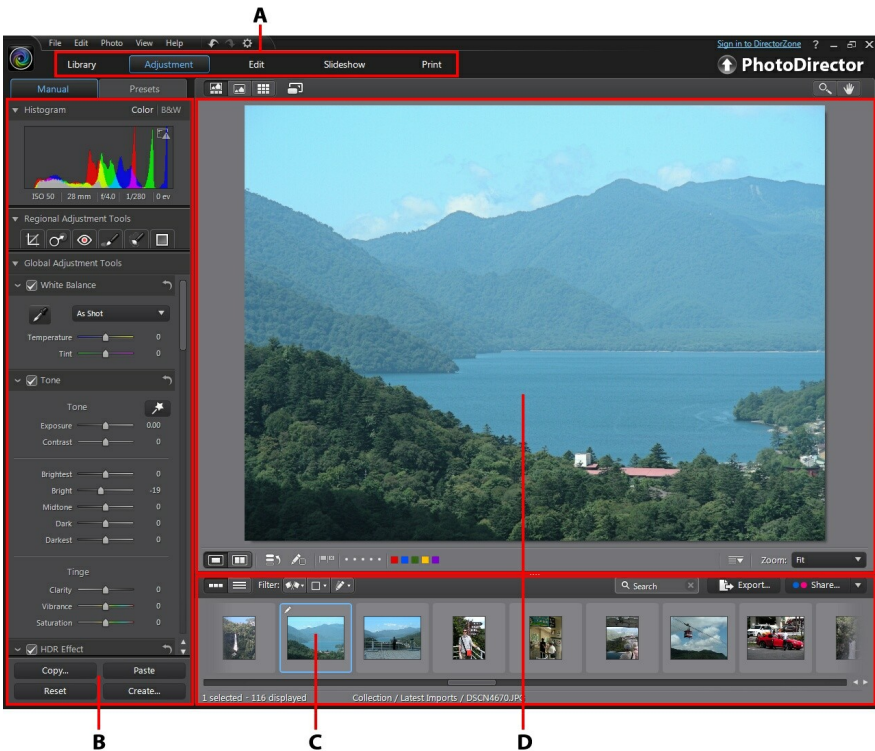 A
File Edit Photo View Help
Sign in to DirectorZone ?
Library Adjustment Edit Slideshow Print
PhotoDirector
Manual Presets
Histogram Color | B&W
ISO 50 28 mm f/4.0 1/280 0 ev
Regional Adjustment Tools
Global Adjustment Tools
White Balance
As Shot
Temperature 0
Tint 0
Tone
Tone
Exposure 0.00
Contrast 0
Brightest 0
Bright -19
Midtone 0
Dark 0
Darkest 0
Tinge
Clarity 0
Vibrance 0
Saturation 0
HDR Effect
Copy... Paste
Reset Create...
Zoom: Fit
Filter:
Search
Export... Share...
1 selected - 116 displayed Collection / Latest Imports / DSCN4670.JPG
B C D